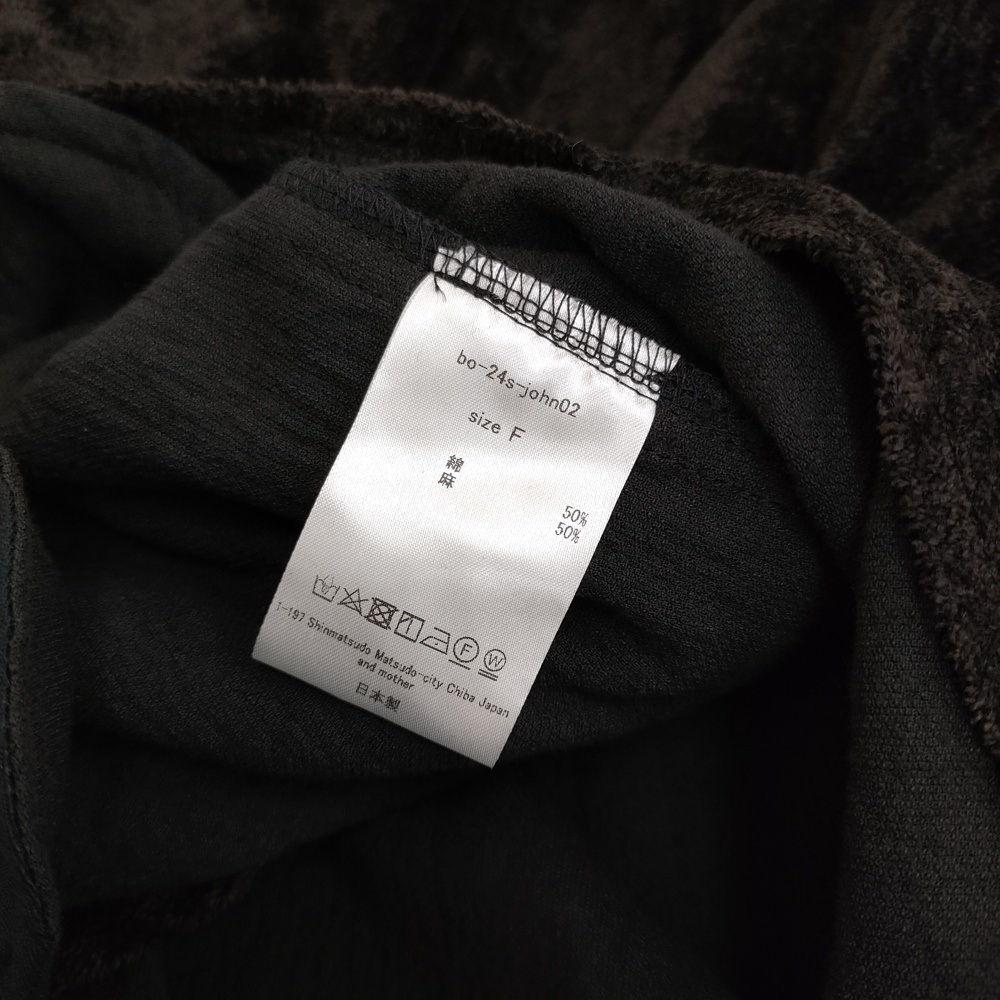 bo-24s-john02
size F
綿 50%
麻 50%
F W
1-197 Shinmatsudo Matsudo-city Chiba Japan
and mother
日本製